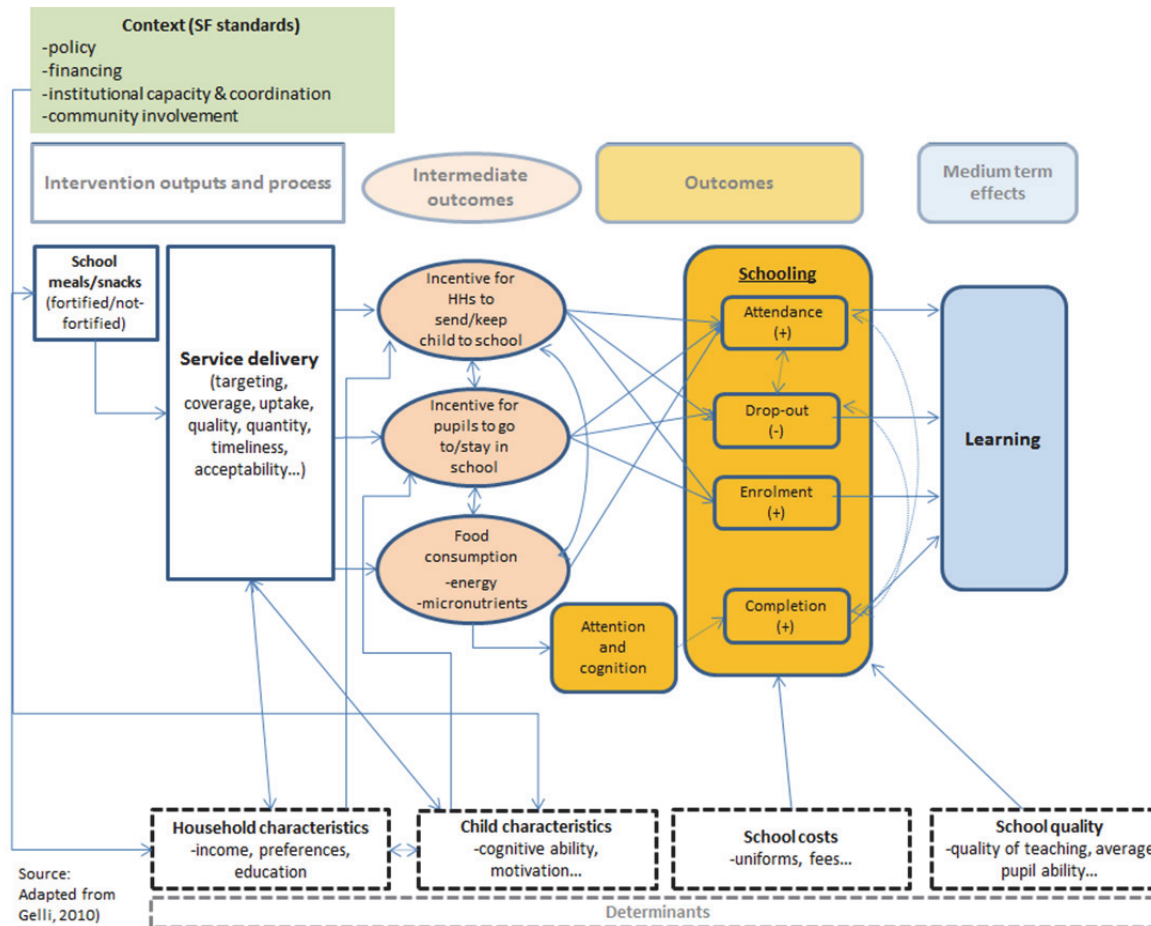 Context (SF standards)
-policy
-financing
-institutional capacity & coordination
-community involvement
Intervention outputs and process
Intermediate
outcomes
Outcomes
Medium term
effects
School
meals/snacks
(fortified/not-
fortified)
Service delivery
(targeting,
coverage, uptake,
quality, quantity,
timeliness,
acceptability...)
Incentive for
HHs to
send/keep
child to school
Incentive for
pupils to go
to/stay in
school
Food
consumption
-energy
-micronutrients
Attention
and
cognition
Schooling
Attendance
(+)
Drop-out
(-)
Enrolment
(+)
Completion
(+)
Learning
Household characteristics
-income, preferences,
education
Child characteristics
-cognitive ability,
motivation...
School costs
-uniforms, fees...
School quality
-quality of teaching, average
pupil ability...
Source:
Adapted from
Gelli, 2010)
Determinants